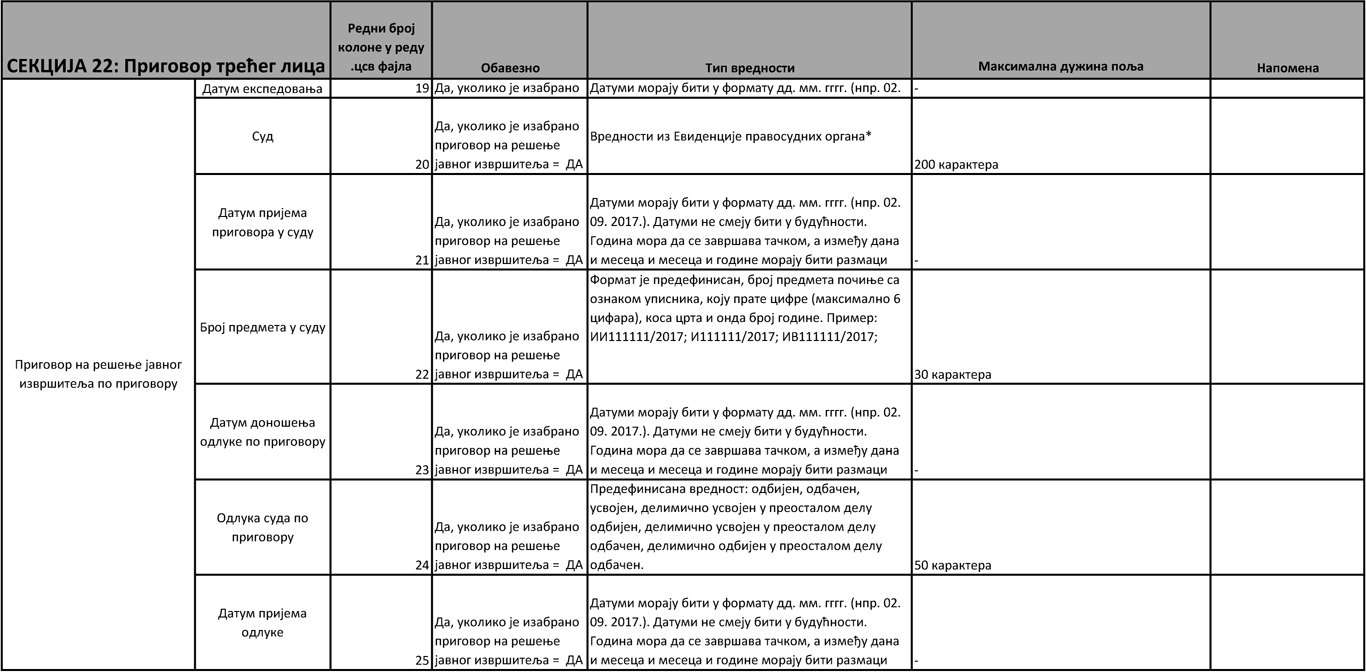 СЕКЦИЈА 22: Приговор трећег лица
Редни број
колоне у реду
.цсв фајла
Обавезно
Тип вредности
Максимална дужина поља
Напомена
Приговор на решење јавног
извршитеља по приговору
Датум експедовања
19
Да, уколико је изабрано
Датуми морају бити у формату дд. мм. гггг. (нпр. 02.
-
Суд
20
Да, уколико је изабрано
приговор на решење
јавног извршитеља = ДА
Вредности из Евиденције правосудних органа*
200 карактера
Датум пријема
приговора у суду
21
Да, уколико је изабрано
приговор на решење
јавног извршитеља = ДА
Датуми морају бити у формату дд. мм. гггг. (нпр. 02.
09. 2017.). Датуми не смеју бити у будућности.
Година мора да се завршава тачком, а између дана
и месеца и месеца и године морају бити размаци
-
Број предмета у суду
22
Да, уколико је изабрано
приговор на решење
јавног извршитеља = ДА
Формат је предефинисан, број предмета почиње са
ознаком уписника, коју прате цифре (максимално 6
цифара), коса црта и онда број године. Пример:
ИИ111111/2017; И111111/2017; ИВ111111/2017;
30 карактера
Датум доношења
одлуке по приговору
23
Да, уколико је изабрано
приговор на решење
јавног извршитеља = ДА
Датуми морају бити у формату дд. мм. гггг. (нпр. 02.
09. 2017.). Датуми не смеју бити у будућности.
Година мора да се завршава тачком, а између дана
и месеца и месеца и године морају бити размаци
-
Одлука суда по
приговору
24
Да, уколико је изабрано
приговор на решење
јавног извршитеља = ДА
Предефинисана вредност: одбијен, одбачен,
усвојен, делимично усвојен у преосталом делу
одбијен, делимично усвојен у преосталом делу
одбачен, делимично одбијен у преосталом делу
одбачен.
50 карактера
Датум пријема
одлуке
25
Да, уколико је изабрано
приговор на решење
јавног извршитеља = ДА
Датуми морају бити у формату дд. мм. гггг. (нпр. 02.
09. 2017.). Датуми не смеју бити у будућности.
Година мора да се завршава тачком, а између дана
и месеца и месеца и године морају бити размаци
-